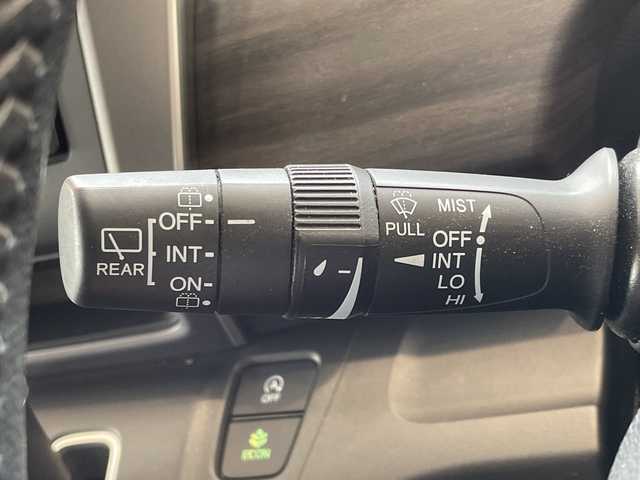 OFF
INT
REAR
ON
PULL
MIST
OFF
INT
LO
HI
OFF
ECON